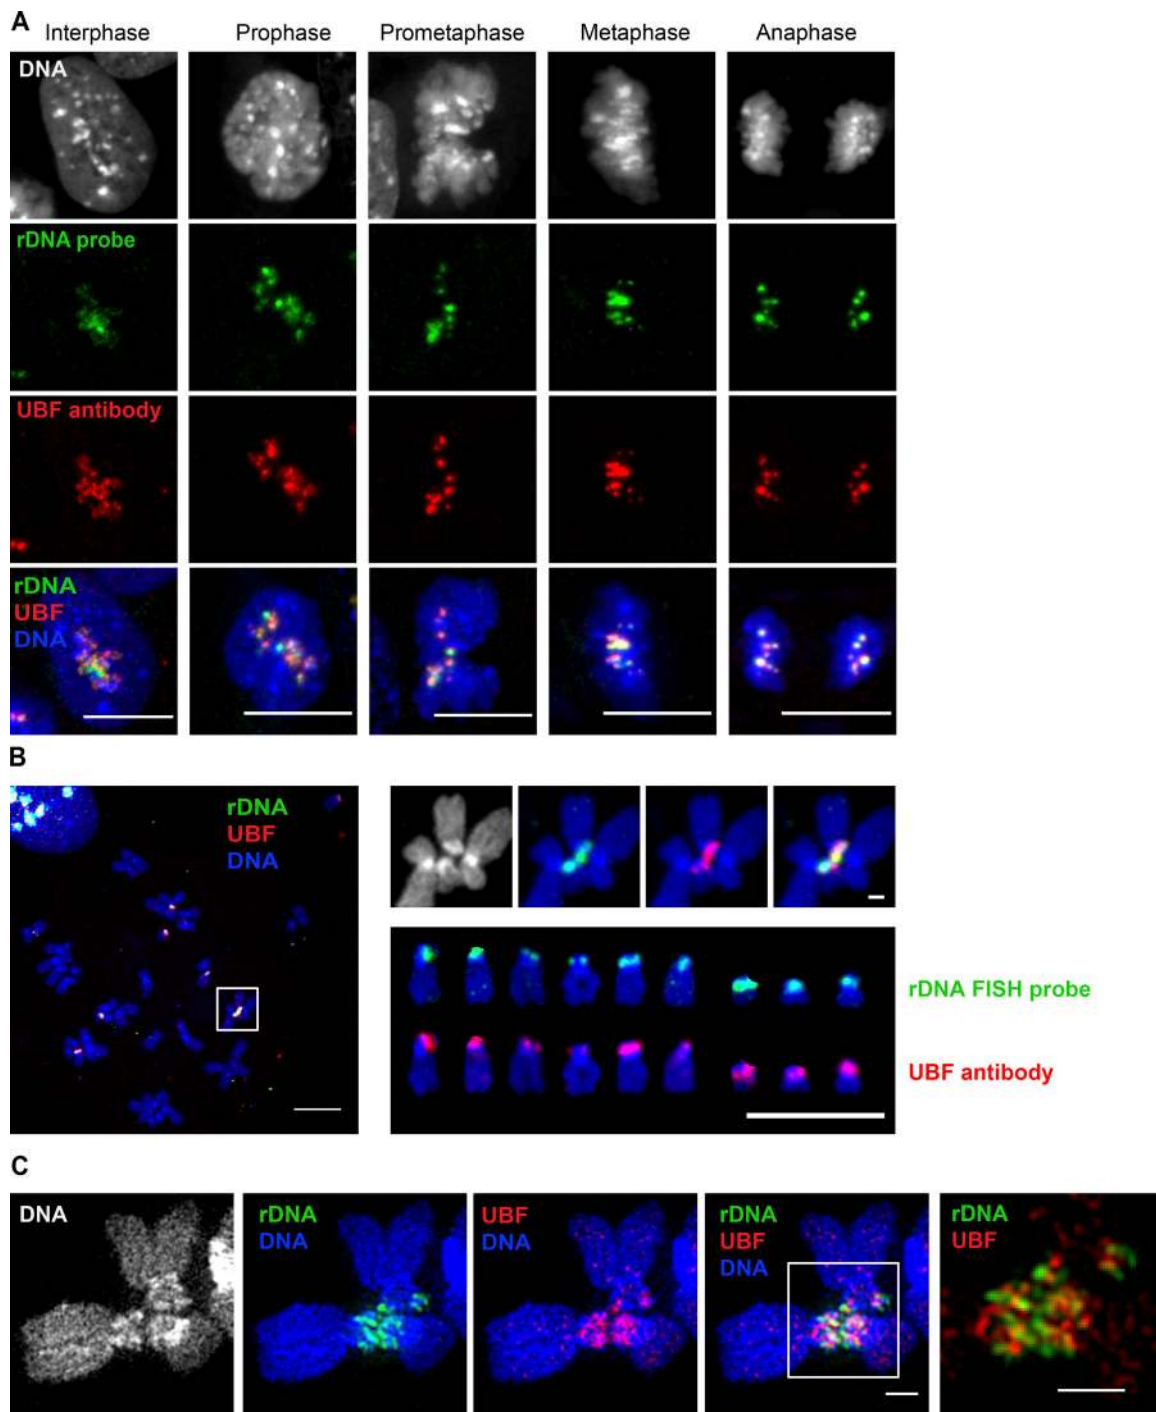 A
Interphase Prophase Prometaphase Metaphase Anaphase
DNA
rDNA probe
UBF antibody
rDNA
UBF
DNA
B
rDNA
UBF
DNA
rDNA FISH probe
UBF antibody
C
DNA
rDNA
DNA
UBF
DNA
rDNA
UBF
DNA
rDNA
UBF